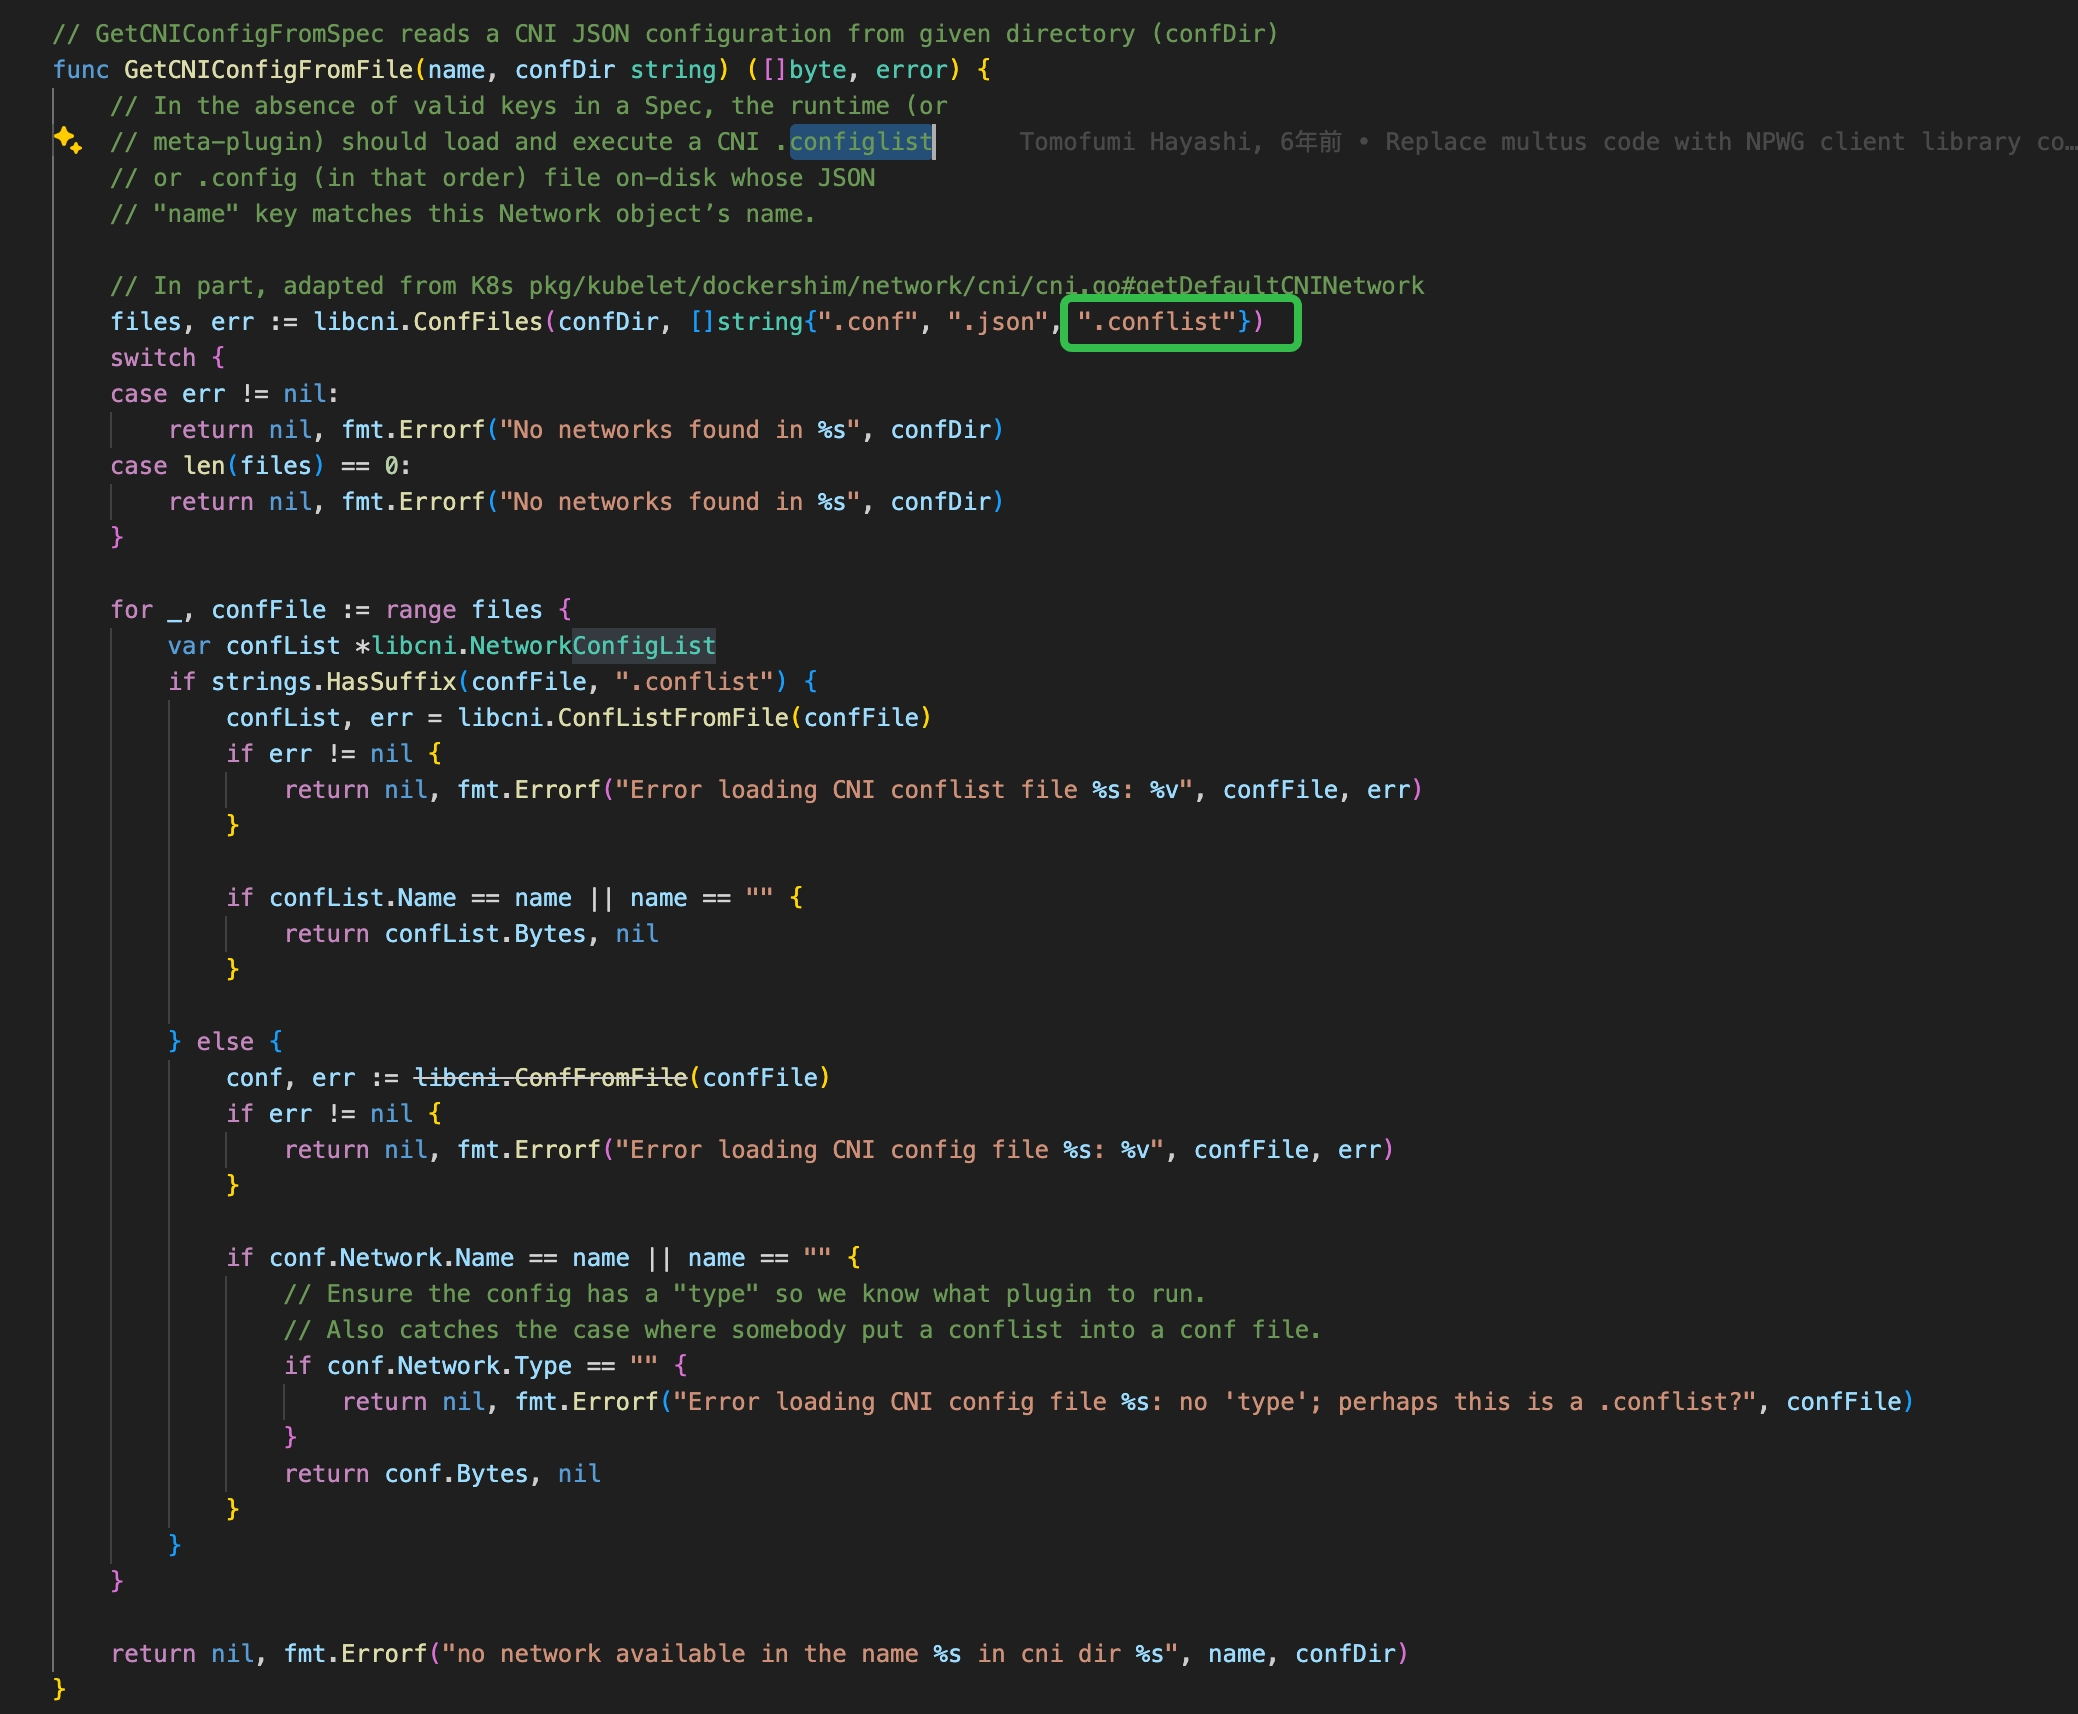 // GetCNIConfigFromSpec reads a CNI JSON configuration from given directory (confDir)
func GetCNIConfigFromFile(name, confDir string) ([]byte, error) {
// In the absence of valid keys in a Spec, the runtime (or
// meta-plugin) should load and execute a CNI .configlist Tomofumi Hayashi, 6年前 • Replace multus code with NPWG client library co…
// or .config (in that order) file on-disk whose JSON
// "name" key matches this Network object’s name.
// In part, adapted from K8s pkg/kubelet/dockershim/network/cni/cni.go#getDefaultCNINetwork
files, err := libcni.ConfFiles(confDir, []string{".conf", ".json", ".conflist"})
switch {
case err != nil:
return nil, fmt.Errorf("No networks found in %s", confDir)
case len(files) == 0:
return nil, fmt.Errorf("No networks found in %s", confDir)
}
for _, confFile := range files {
var confList *libcni.NetworkConfigList
if strings.HasSuffix(confFile, ".conflist") {
confList, err = libcni.ConfListFromFile(confFile)
if err != nil {
return nil, fmt.Errorf("Error loading CNI conflist file %s: %v", confFile, err)
}
if confList.Name == name || name == "" {
return confList.Bytes, nil
}
} else {
conf, err := libcni.ConfFromFile(confFile)
if err != nil {
return nil, fmt.Errorf("Error loading CNI config file %s: %v", confFile, err)
}
if conf.Network.Name == name || name == "" {
// Ensure the config has a "type" so we know what plugin to run.
// Also catches the case where somebody put a conflist into a conf file.
if conf.Network.Type == "" {
return nil, fmt.Errorf("Error loading CNI config file %s: no 'type'; perhaps this is a .conflist?", confFile)
}
return conf.Bytes, nil
}
}
}
return nil, fmt.Errorf("no network available in the name %s in cni dir %s", name, confDir)
}